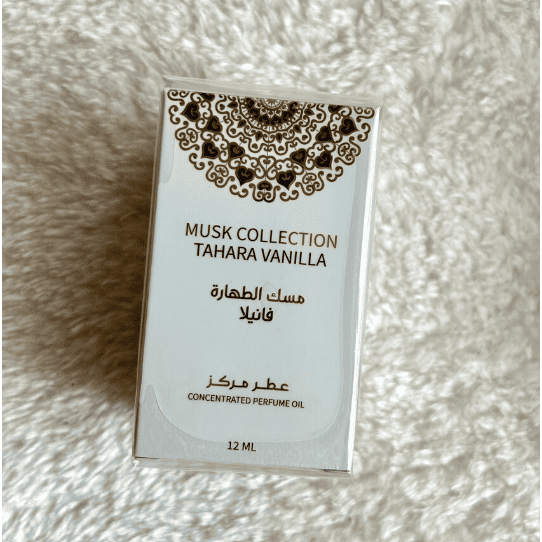 MUSK COLLECTION
TAHARA VANILLA
مسك الطهارة
فانيلا
عطر مركز
CONCENTRATED PERFUME OIL
12 ML